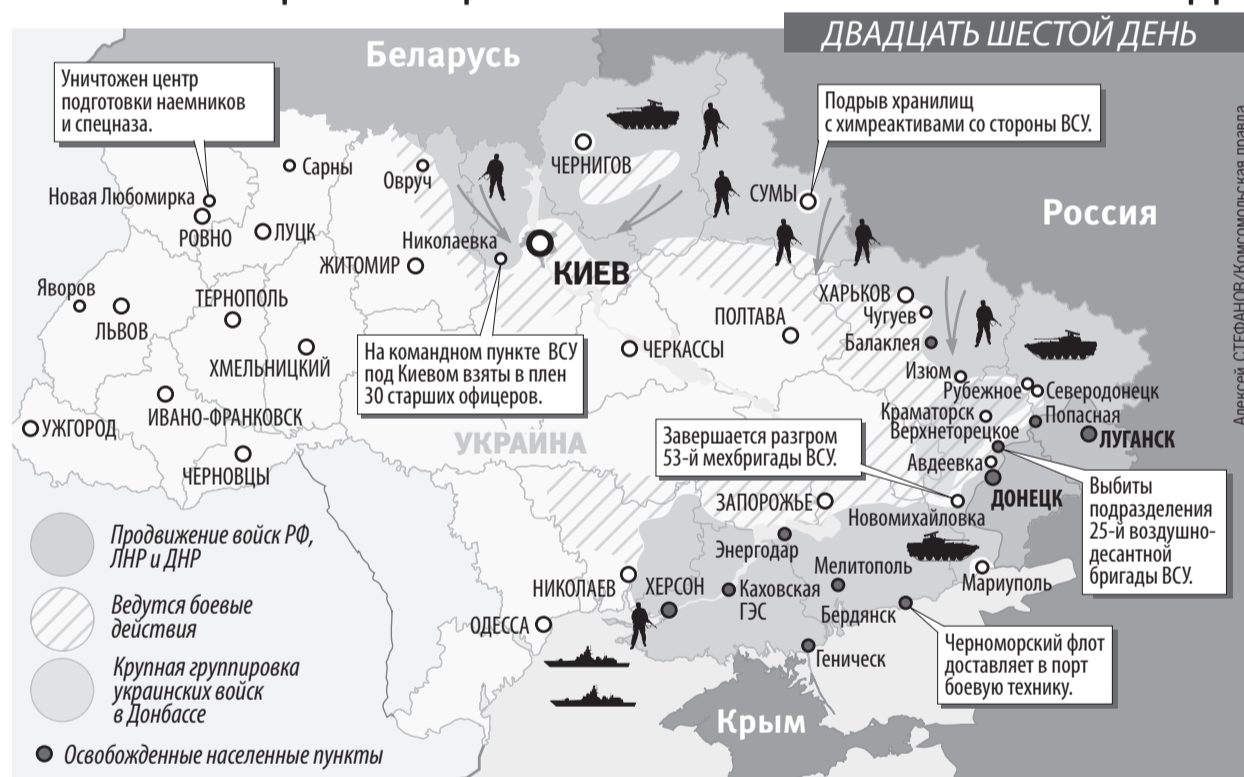 ДВАДЦАТЬ ШЕСТОЙ ДЕНЬ
Беларусь
Уничтожен центр
подготовки наемников
и спецназа.
Подрыв хранилищ
с химреактивами со стороны ВСУ.
Алексей СТЕФАНОВ/Комсомольская правда
ЧЕРНИГОВ
Сарны
Овруч
СУМЫ
Новая Любомирка
РОВНО
ЛУЦК
Россия
Николаевка
ЖИТОМИР
КИЕВ
Яворов
ЛЬВОВ
ТЕРНОПОЛЬ
ХАРЬКОВ
Чугуев
ПОЛТАВА
Балаклея
ХМЕЛЬНИЦКИЙ
На командном пункте ВСУ
под Киевом взяты в плен
30 старших офицеров.
ЧЕРКАССЫ
Изюм
Рубежное
Северодонецк
Краматорск
Попасная
Верхнеторецкое
ЛУГАНСК
ИВАНО-ФРАНКОВСК
УЖГОРОД
УКРАИНА
Завершается разгром
53-й мехбригады ВСУ.
Авдеевка
ДОНЕЦК
ЧЕРНОВЦЫ
Выбиты
подразделения
25-й воздушно-
десантной
бригады ВСУ.
ЗАПОРОЖЬЕ
Новомихайловка
Энергодар
Мелитополь
Мариуполь
НИКОЛАЕВ
ХЕРСОН
Каховская
ГЭС
Бердянск
ОДЕССА
Геническ
Черноморский флот
доставляет в порт
боевую технику.
Крым
Продвижение войск РФ,
ЛНР и ДНР
Ведутся боевые
действия
Крупная группировка
украинских войск
в Донбассе
Освобожденные населенные пункты